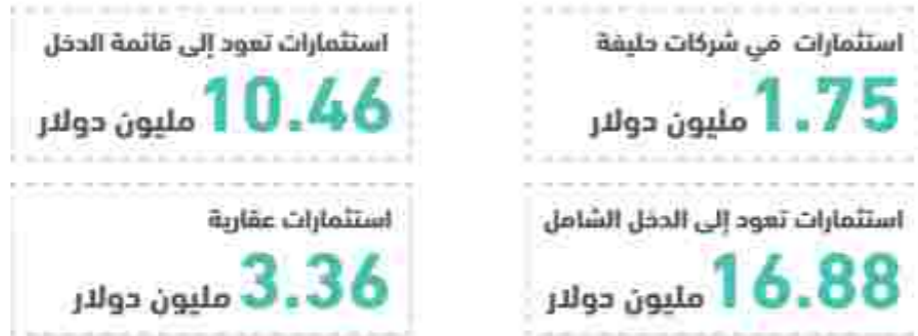 استثمارات في شركات حليفة
1.75 مليون دولار
استثمارات تعود إلى قائمة الدخل
10.46 مليون دولار
استثمارات تعود إلى الدخل الشامل
16.88 مليون دولار
استثمارات عقارية
3.36 مليون دولار